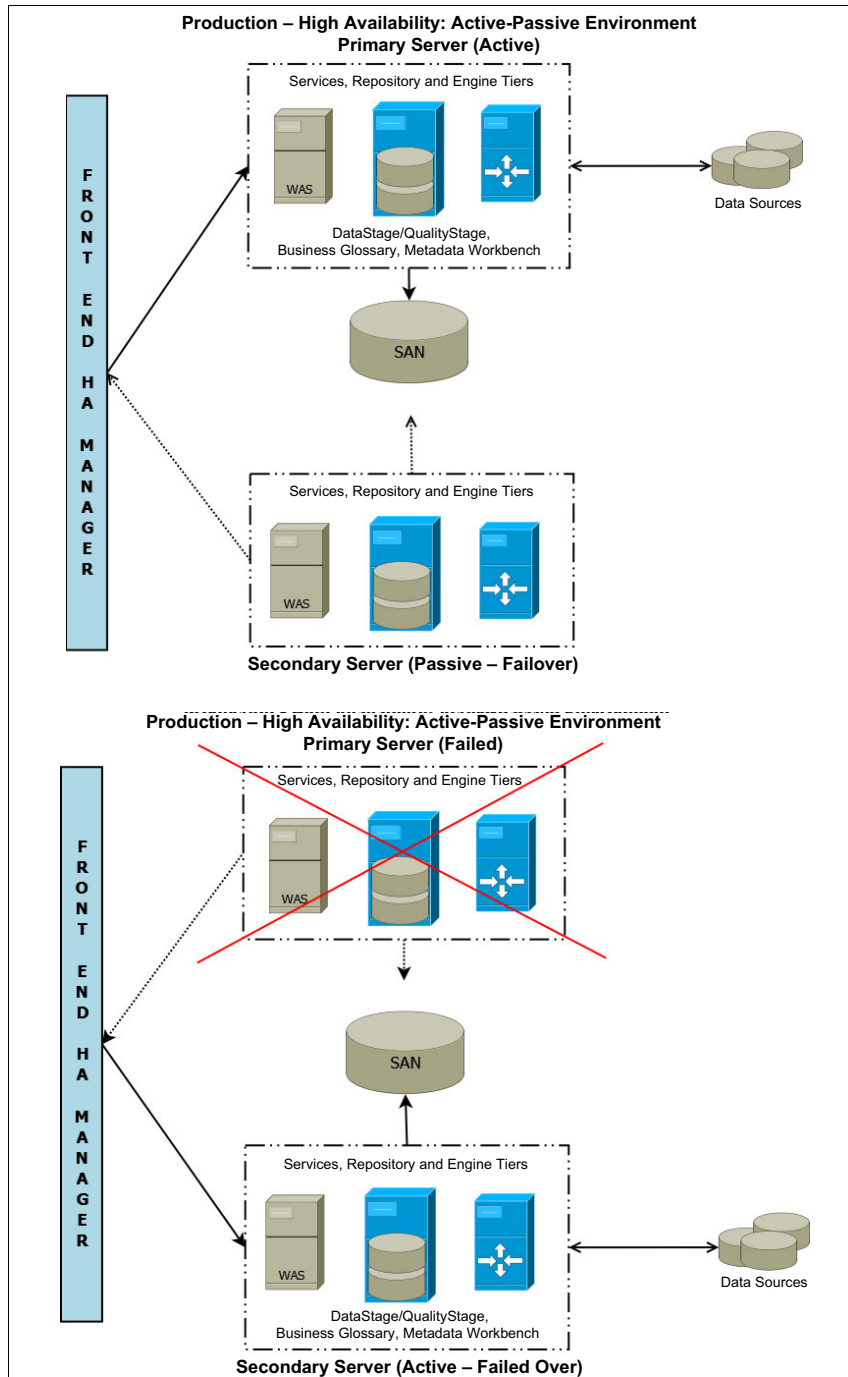 Production – High Availability: Active-Passive Environment
Primary Server (Active)
Services, Repository and Engine Tiers
WAS
DataStage/QualityStage,
Business Glossary, Metadata Workbench
Data Sources
FRONT END HA MANAGER
SAN
Services, Repository and Engine Tiers
WAS
Secondary Server (Passive – Failover)
Production – High Availability: Active-Passive Environment
Primary Server (Failed)
Services, Repository and Engine Tiers
WAS
FRONT END HA MANAGER
SAN
Services, Repository and Engine Tiers
WAS
DataStage/QualityStage,
Business Glossary, Metadata Workbench
Data Sources
Secondary Server (Active – Failed Over)